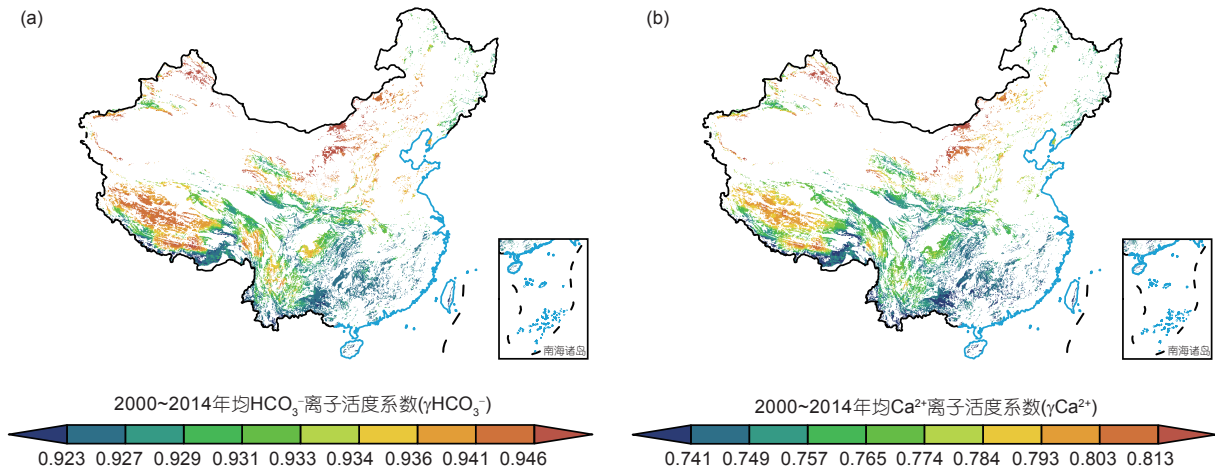 (a)
(b)
南海诸岛
南海诸岛
2000~2014年均HCO₃⁻离子活度系数(γHCO₃⁻)
0.923 0.927 0.929 0.931 0.933 0.934 0.936 0.941 0.946
2000~2014年均Ca²⁺离子活度系数(γCa²⁺)
0.741 0.749 0.757 0.765 0.774 0.784 0.793 0.803 0.813